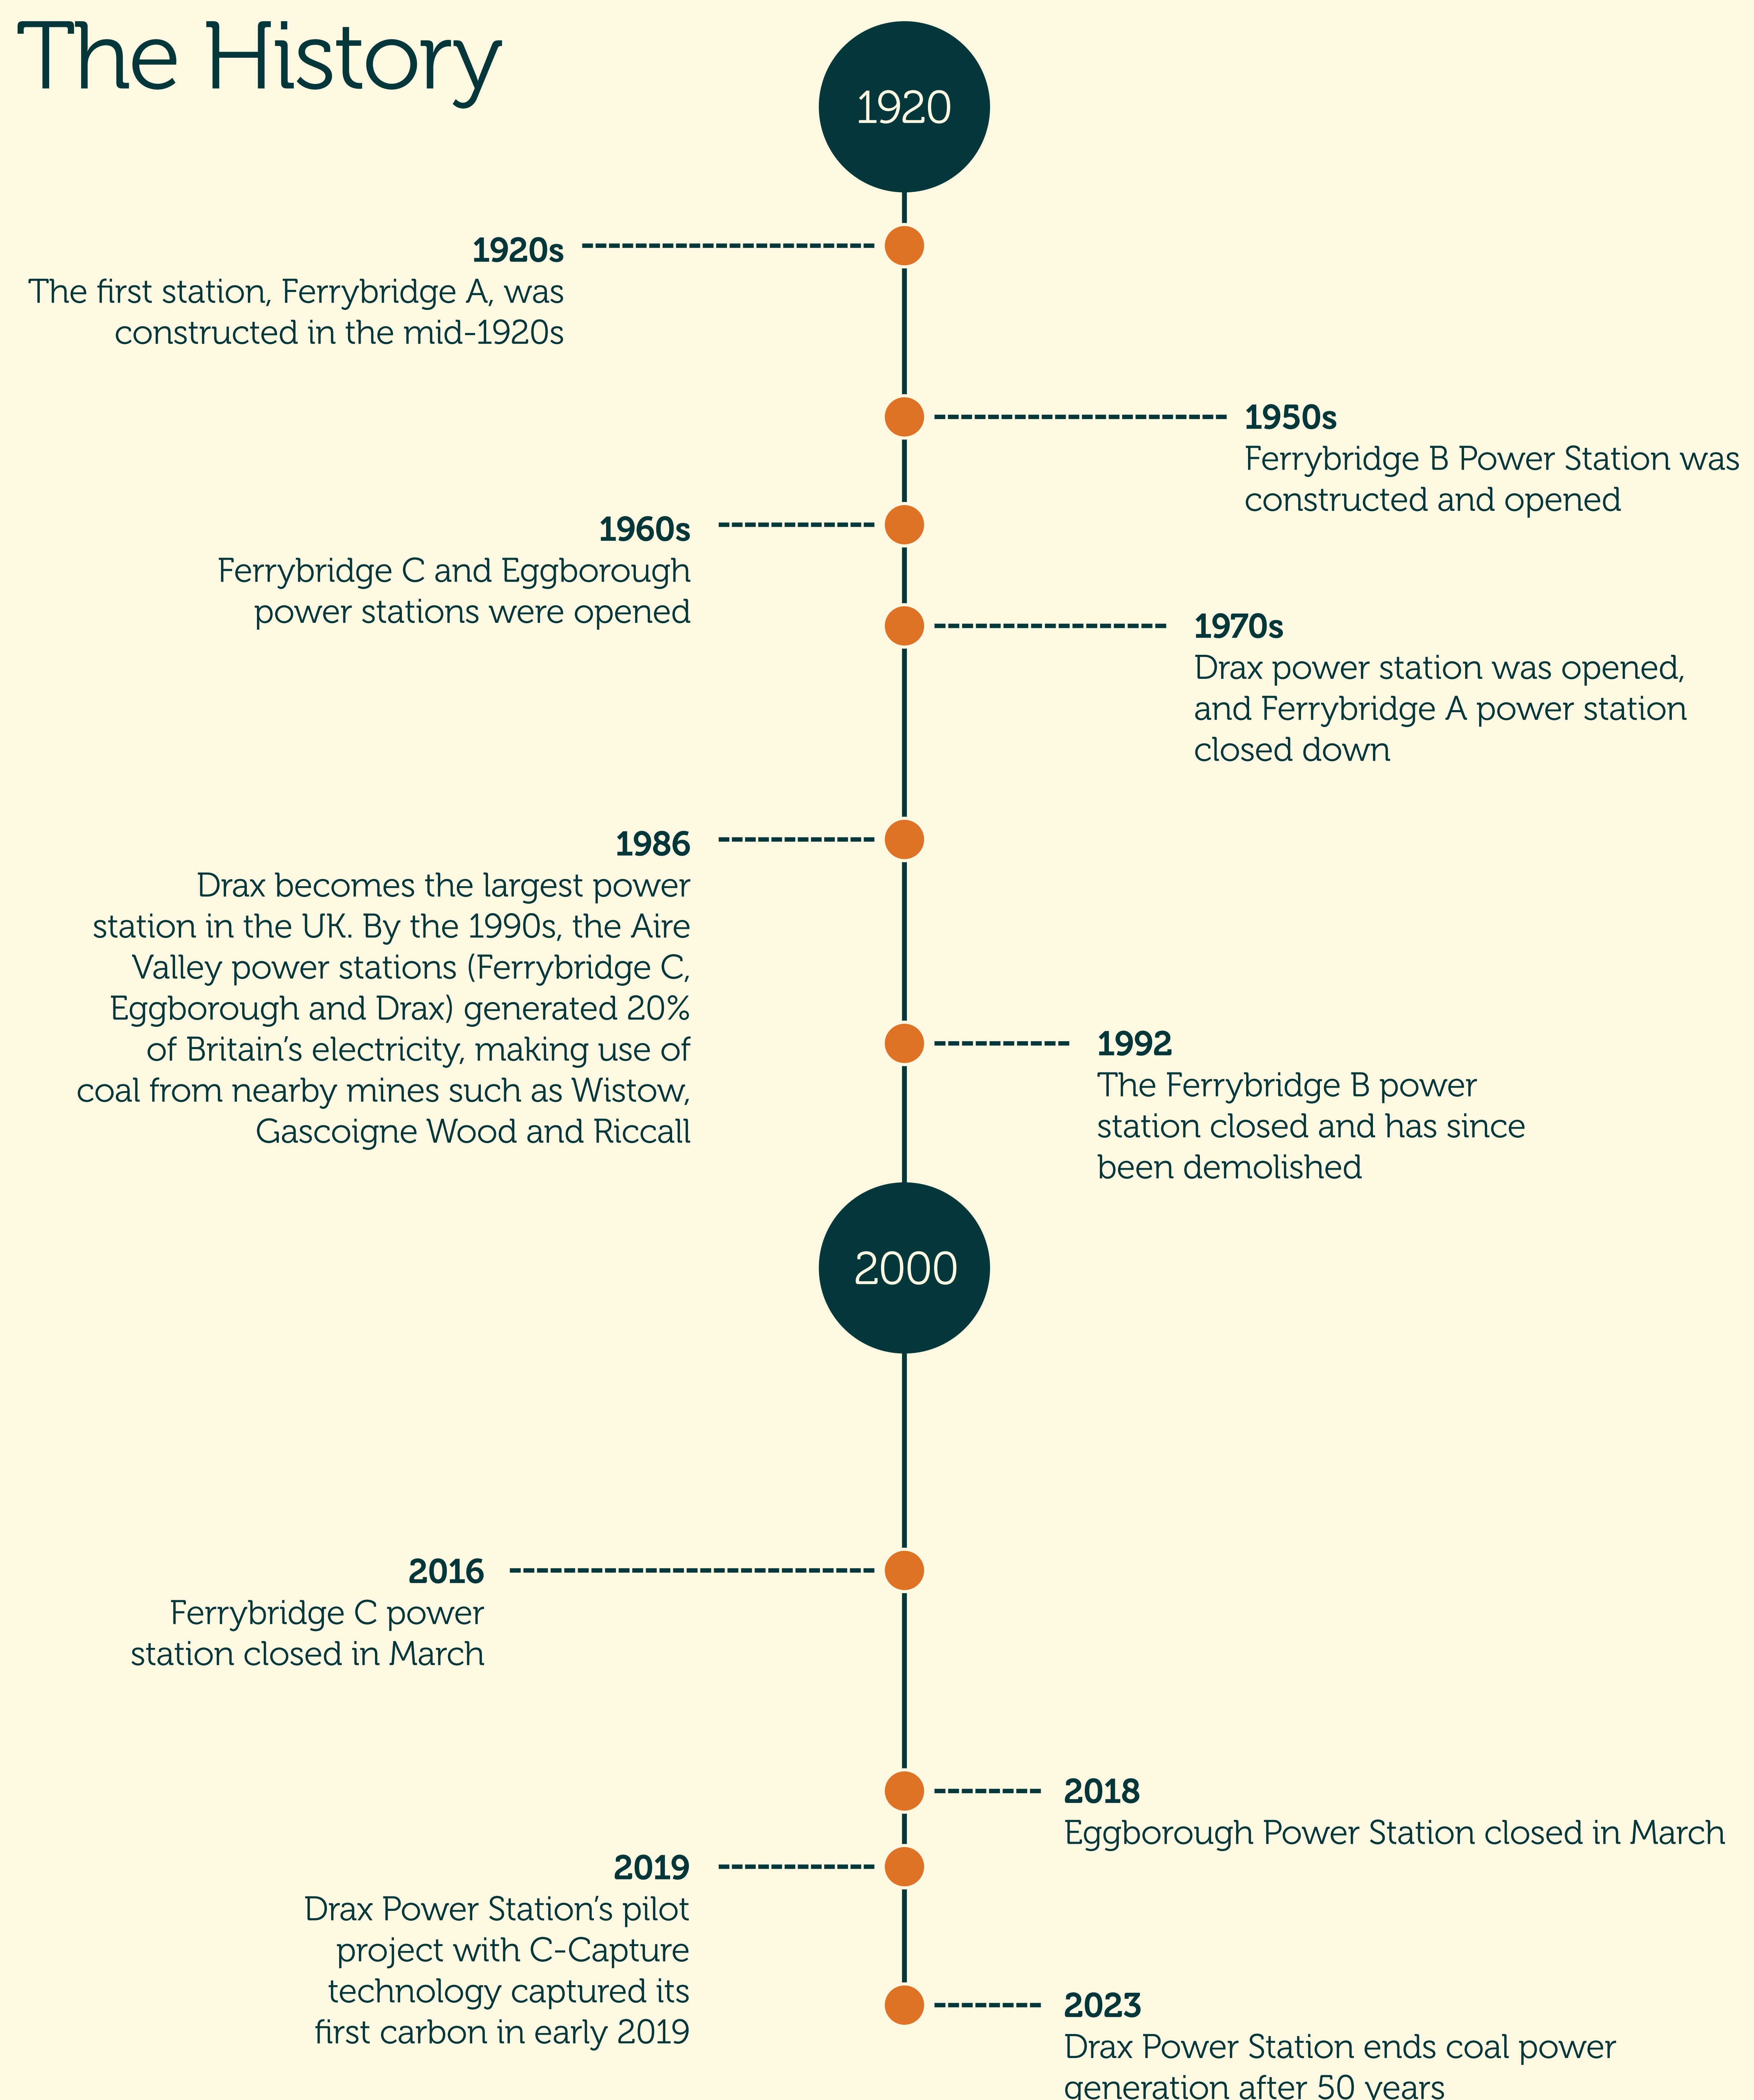 The History
1920
1920s
The first station, Ferrybridge A, was
constructed in the mid-1920s
1950s
Ferrybridge B Power Station was
constructed and opened
1960s
Ferrybridge C and Eggborough
power stations were opened
1970s
Drax power station was opened,
and Ferrybridge A power station
closed down
1986
Drax becomes the largest power
station in the UK. By the 1990s, the Aire
Valley power stations (Ferrybridge C,
Eggborough and Drax) generated 20%
of Britain’s electricity, making use of
coal from nearby mines such as Wistow,
Gascoigne Wood and Riccall
1992
The Ferrybridge B power
station closed and has since
been demolished
2000
2016
Ferrybridge C power
station closed in March
2018
Eggborough Power Station closed in March
2019
Drax Power Station’s pilot
project with C-Capture
technology captured its
first carbon in early 2019
2023
Drax Power Station ends coal power
generation after 50 years